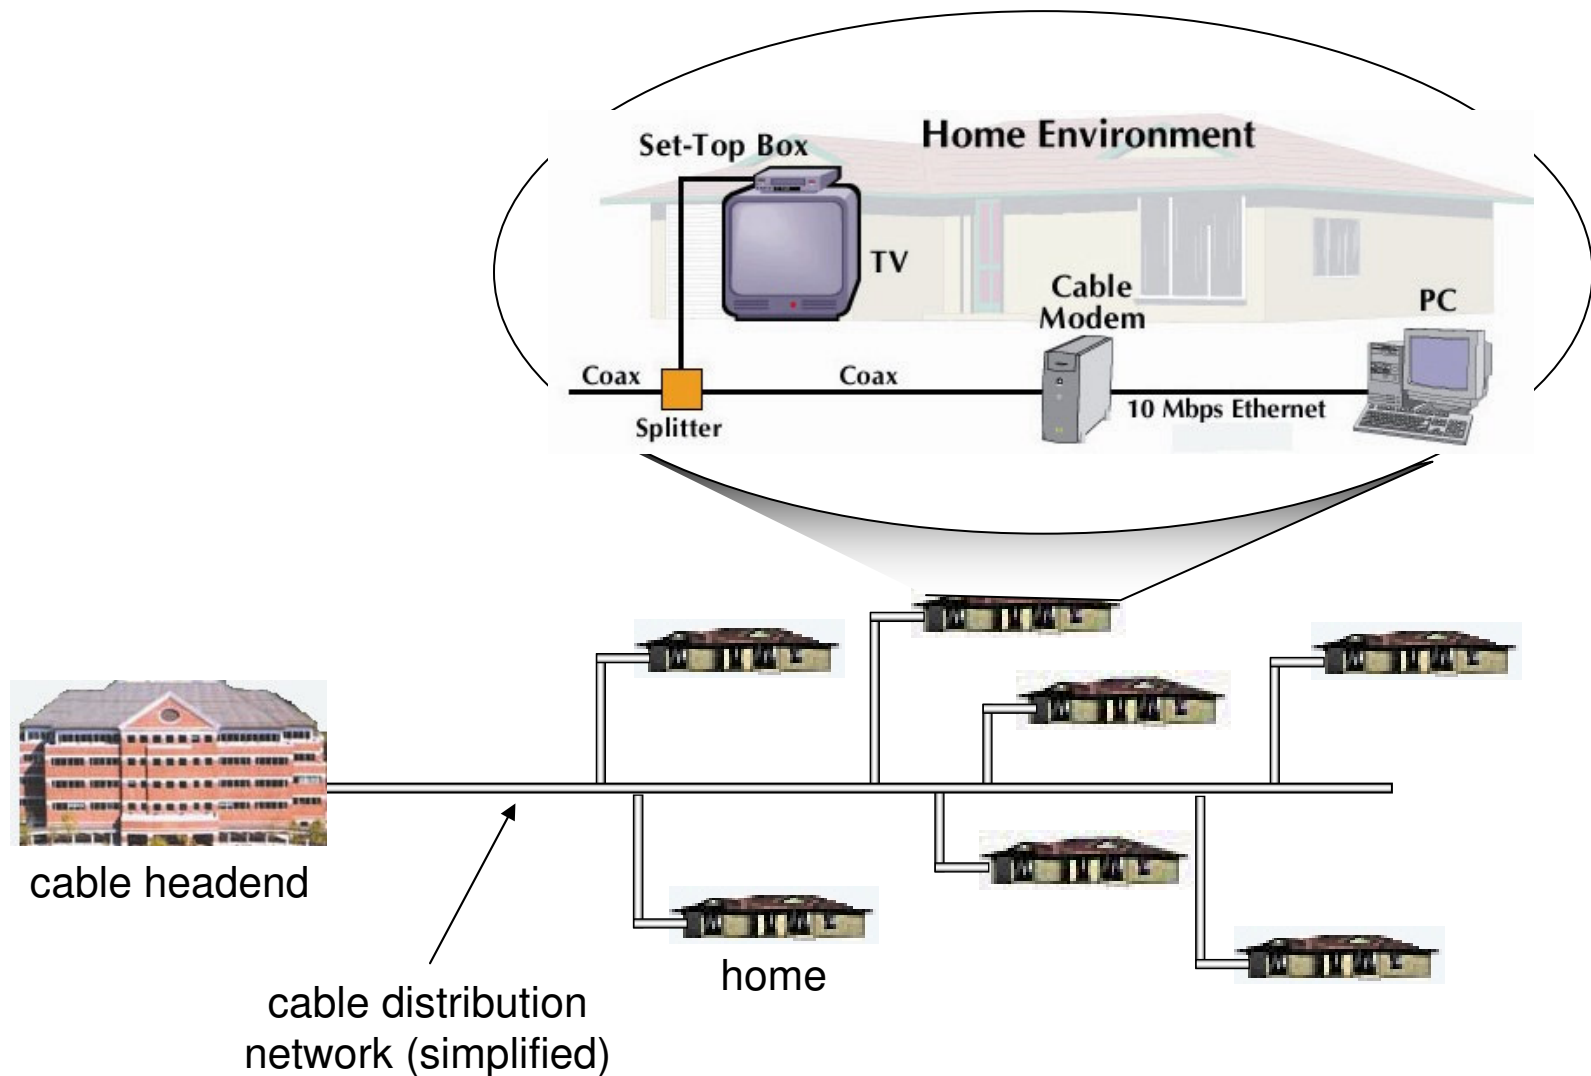 Home Environment
Set-Top Box
TV
Cable
Modem
PC
Coax
Coax
10 Mbps Ethernet
Splitter
cable headend
home
cable distribution
network (simplified)